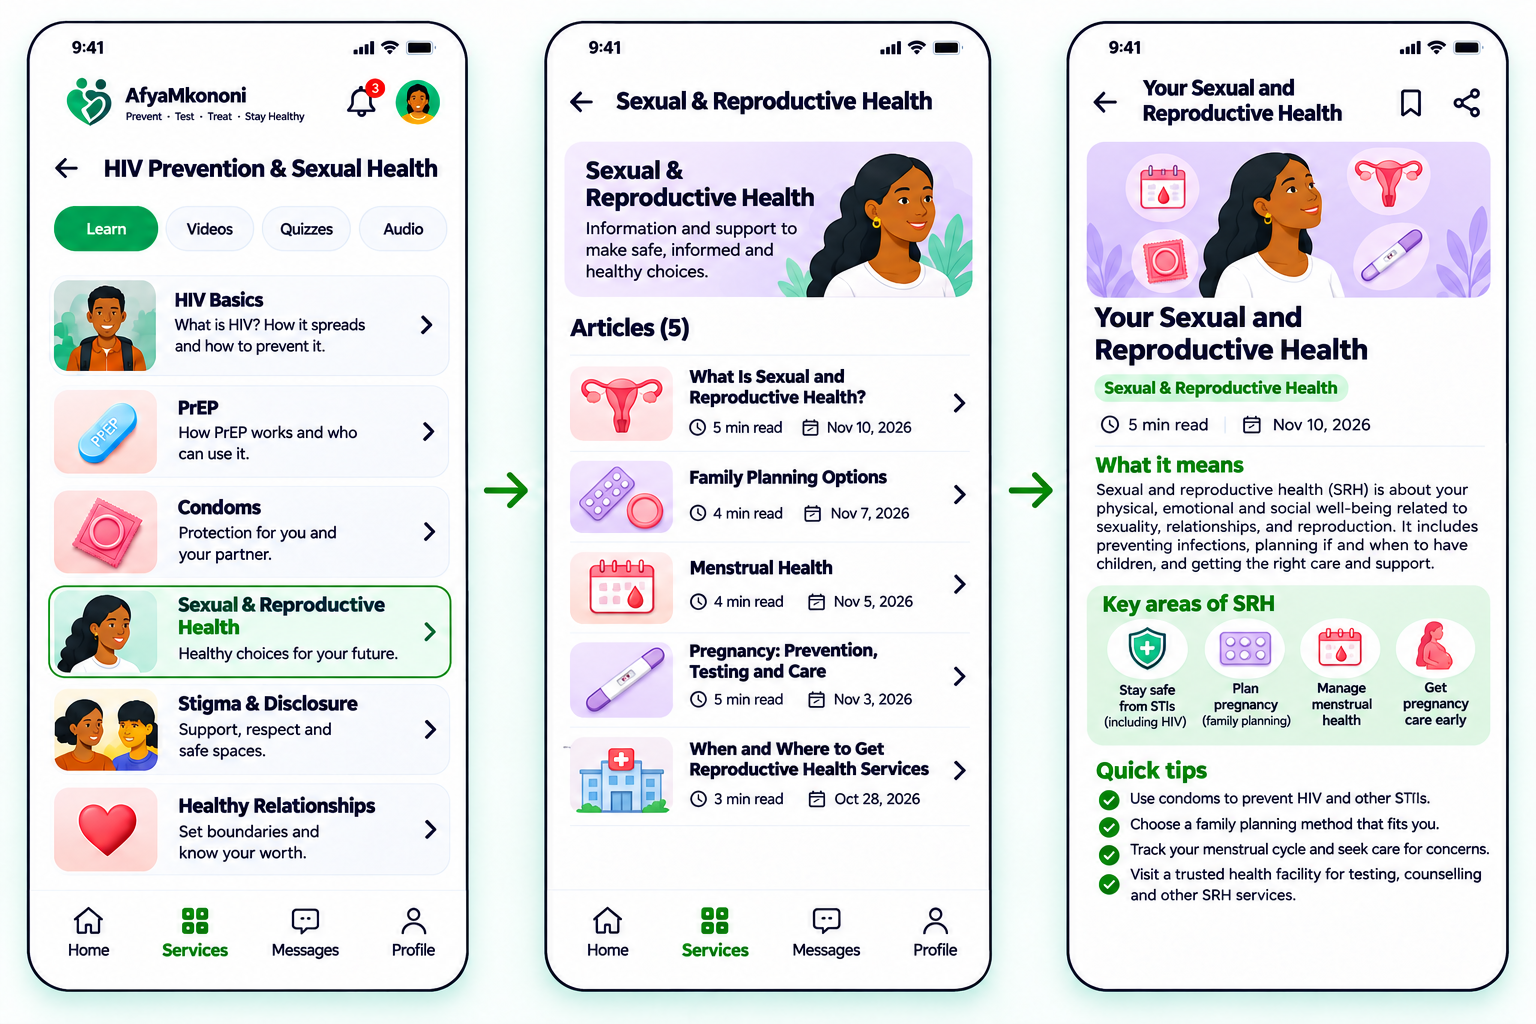 9:41
AfyaMkononi
Prevent · Test · Treat · Stay Healthy
3
HIV Prevention & Sexual Health
Learn
Videos
Quizzes
Audio
HIV Basics
What is HIV? How it spreads
and how to prevent it.
PPEP
PrEP
How PrEP works and who
can use it.
Condoms
Protection for you and
your partner.
Sexual & Reproductive
Health
Healthy choices for your future.
Stigma & Disclosure
Support, respect and
safe spaces.
Healthy Relationships
Set boundaries and
know your worth.
Home
Services
Messages
Profile
9:41
Sexual & Reproductive Health
Sexual &
Reproductive Health
Information and support to
make safe, informed and
healthy choices.
Articles (5)
What Is Sexual and
Reproductive Health?
5 min read
Nov 10, 2026
Family Planning Options
4 min read
Nov 7, 2026
Menstrual Health
4 min read
Nov 5, 2026
Pregnancy: Prevention,
Testing and Care
5 min read
Nov 3, 2026
When and Where to Get
Reproductive Health Services
3 min read
Oct 28, 2026
Home
Services
Messages
Profile
9:41
Your Sexual and
Reproductive Health
Your Sexual and
Reproductive Health
Sexual & Reproductive Health
5 min read
Nov 10, 2026
What it means
Sexual and reproductive health (SRH) is about your
physical, emotional and social well-being related to
sexuality, relationships, and reproduction. It includes
preventing infections, planning if and when to have
children, and getting the right care and support.
Key areas of SRH
Stay safe
from STIs
(including HIV)
Plan
pregnancy
(family planning)
Manage
menstrual
health
Get
pregnancy
care early
Quick tips
Use condoms to prevent HIV and other
Choose a family planning method that fits you.
Track your menstrual cycle and seek care for concerns.
Visit a trusted health facility for testing, counselling
and other SRH services.